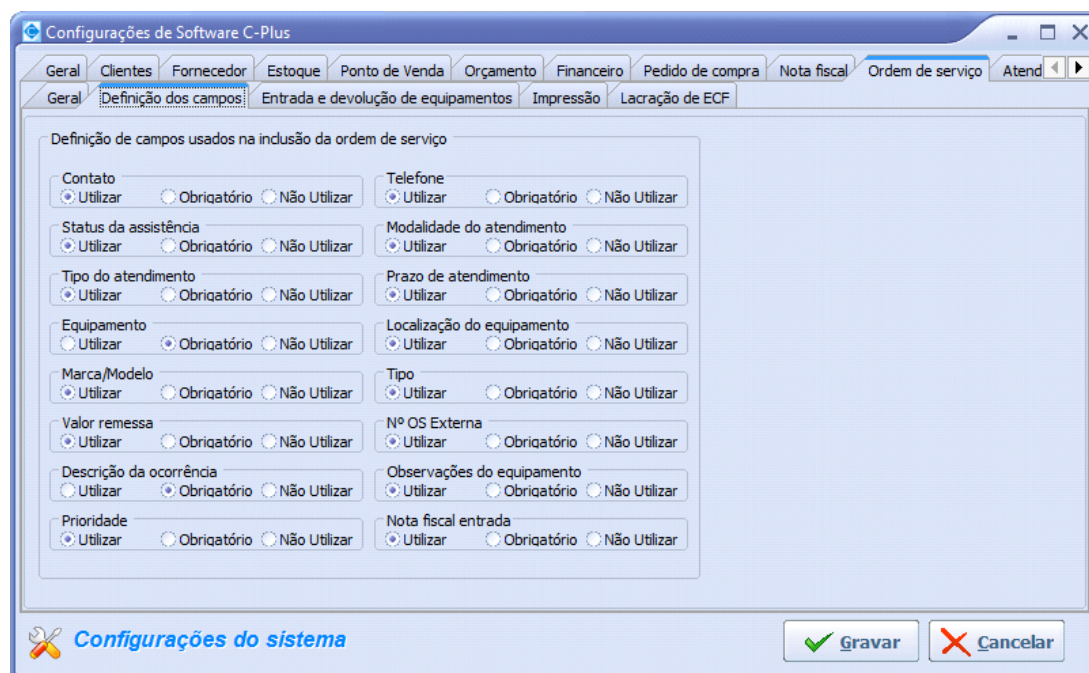 Configurações de Software C-Plus
Geral Clientes Fornecedor Estoque Ponto de Venda Orçamento Financeiro Pedido de compra Nota fiscal Ordem de serviço Atend
Geral Definição dos campos Entrada e devolução de equipamentos Impressão Lacração de ECF
Definição de campos usados na inclusão da ordem de serviço
Contato Telefone
Utilizar Obrigatório Não Utilizar Utilizar Obrigatório Não Utilizar
Status da assistência Modalidade do atendimento
Utilizar Obrigatório Não Utilizar Utilizar Obrigatório Não Utilizar
Tipo do atendimento Prazo de atendimento
Utilizar Obrigatório Não Utilizar Utilizar Obrigatório Não Utilizar
Equipamento Localização do equipamento
Utilizar Obrigatório Não Utilizar Utilizar Obrigatório Não Utilizar
Marca/Modelo Tipo
Utilizar Obrigatório Não Utilizar Utilizar Obrigatório Não Utilizar
Valor remessa Nº OS Externa
Utilizar Obrigatório Não Utilizar Utilizar Obrigatório Não Utilizar
Descrição da ocorrência Observações do equipamento
Utilizar Obrigatório Não Utilizar Utilizar Obrigatório Não Utilizar
Prioridade Nota fiscal entrada
Utilizar Obrigatório Não Utilizar Utilizar Obrigatório Não Utilizar
Configurações do sistema Gravar Cancelar